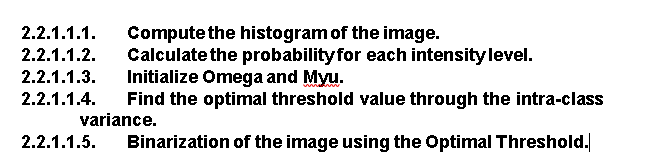 2.2.1.1.1. Compute the histogram of the image.
2.2.1.1.2. Calculate the probability for each intensity level.
2.2.1.1.3. Initialize Omega and Myu.
2.2.1.1.4. Find the optimal threshold value through the intra-class
variance.
2.2.1.1.5. Binarization of the image using the Optimal Threshold.